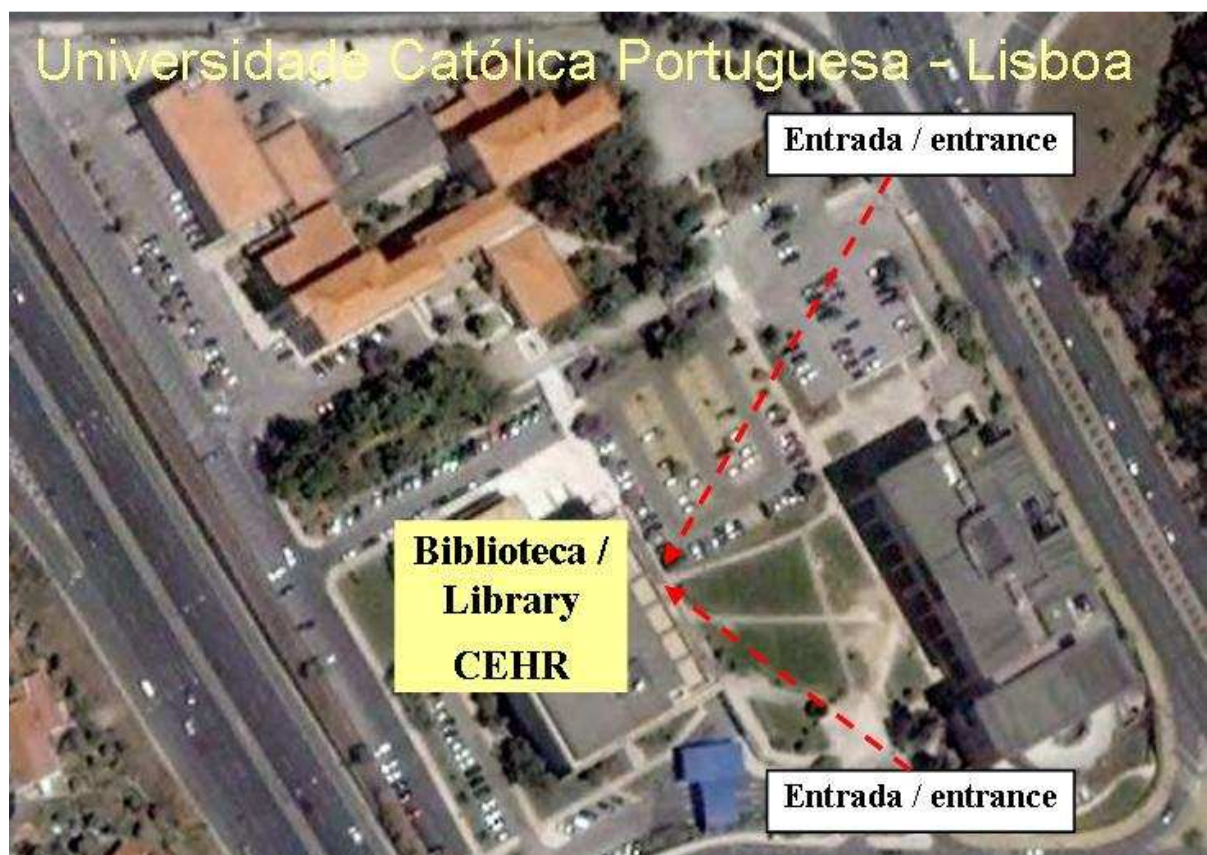 Universidade Católica Portuguesa - Lisboa
Entrada / entrance
Biblioteca /
Library
CEHR
Entrada / entrance